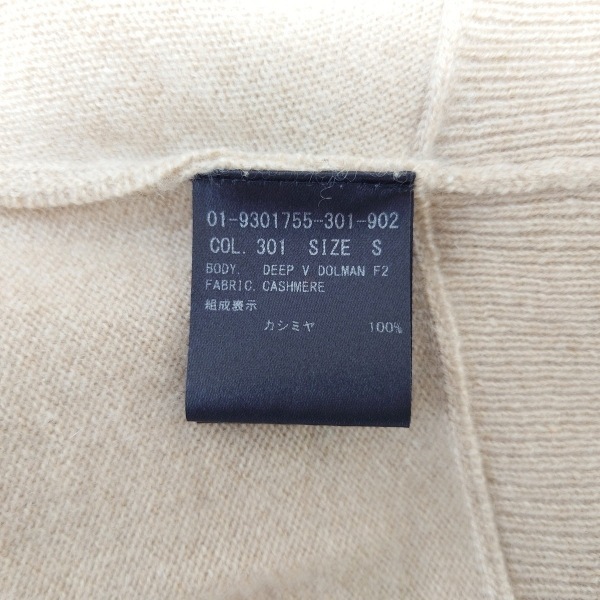 01-9301755-301-902
COL. 301 SIZE S
BODY. DEEP V DOLMAN F2
FABRIC. CASHMERE
組成表示
カシミヤ 100%